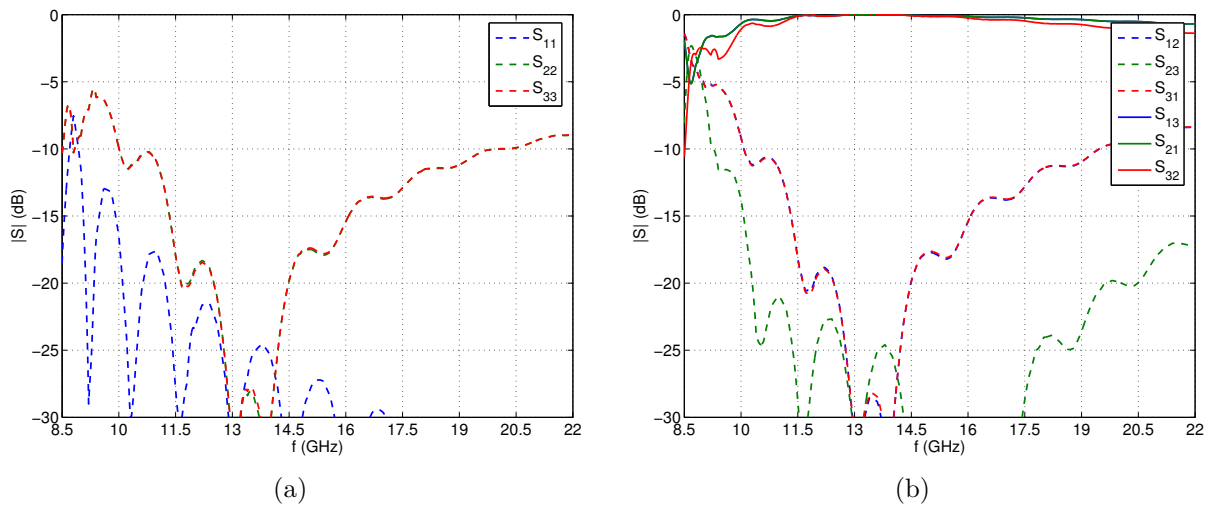 0
−5
−10
−15
−20
−25
−30
|S| (dB)
8.5 10 11.5 13 14.5 16 17.5 19 20.5 22
f (GHz)
S11
S22
S33
(a)
0
−5
−10
−15
−20
−25
−30
|S| (dB)
8.5 10 11.5 13 14.5 16 17.5 19 20.5 22
f (GHz)
S12
S23
S31
S13
S21
S32
(b)